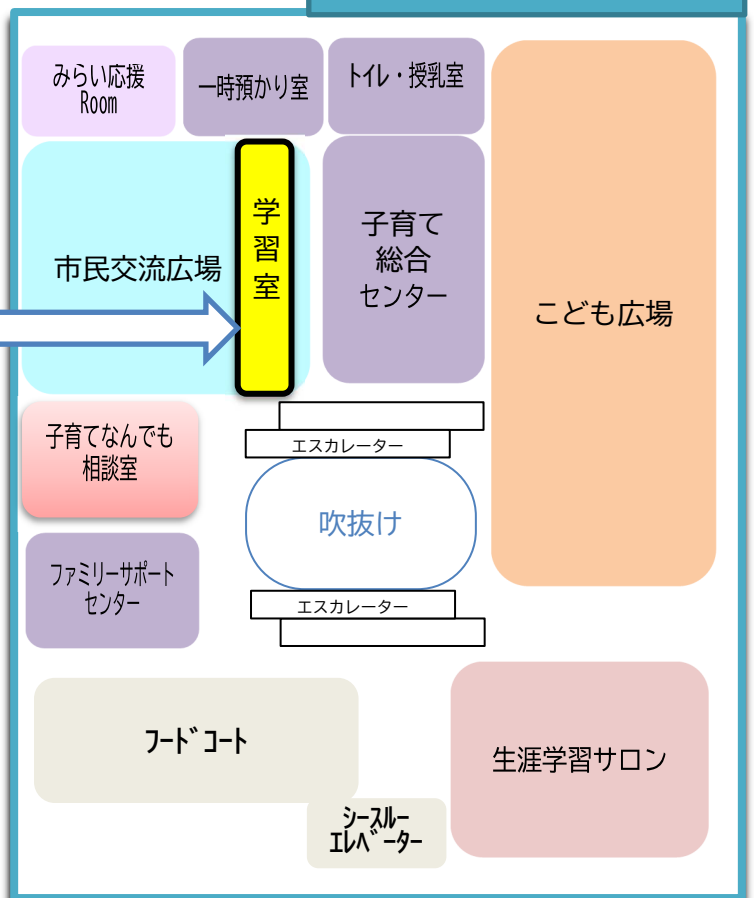 みらい応援
Room
一時預かり室
トイレ・授乳室
市民交流広場
学習室
子育て
総合
センター
こども広場
子育てなんでも
相談室
エスカレーター
吹抜け
エスカレーター
ファミリーサポート
センター
フードコート
生涯学習サロン
シースルー
エレベーター